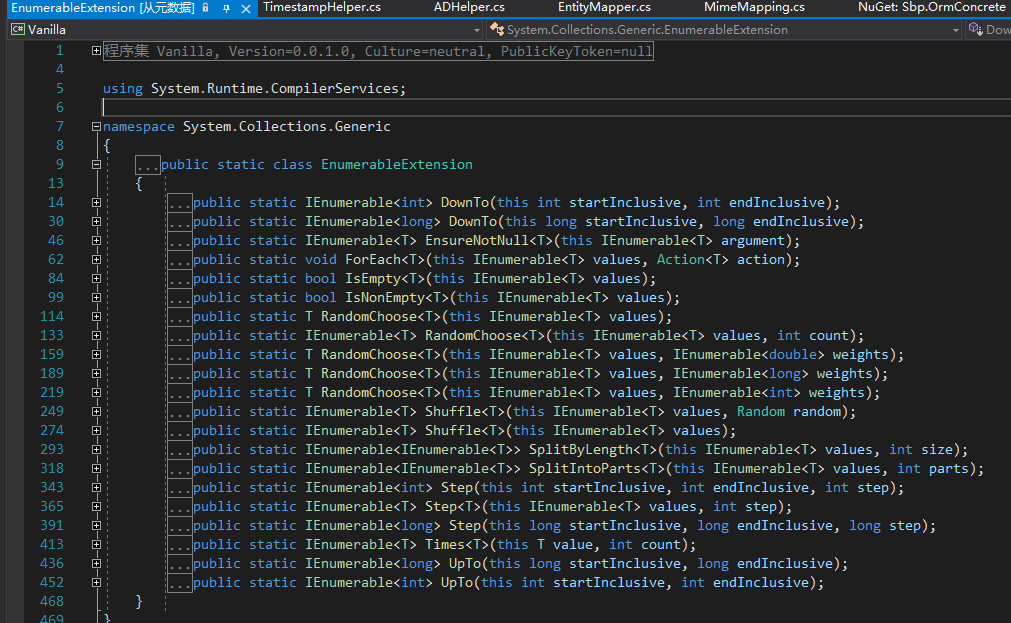 EnumerableExtension [从元数据] TimestampHelper.cs ADHelper.cs EntityMapper.cs MimeMapping.cs NuGet: Sbp.OrmConcrete
C# Vanilla System.Collections.Generic.EnumerableExtension Dow
1 程序集 Vanilla, Version=0.0.1.0, Culture=neutral, PublicKeyToken=null
4
5 using System.Runtime.CompilerServices;
6
7 namespace System.Collections.Generic
8 {
9 ...public static class EnumerableExtension
13 {
14 ...public static IEnumerable<int> DownTo(this int startInclusive, int endInclusive);
30 ...public static IEnumerable<long> DownTo(this long startInclusive, long endInclusive);
46 ...public static IEnumerable<T> EnsureNotNull<T>(this IEnumerable<T> argument);
62 ...public static void ForEach<T>(this IEnumerable<T> values, Action<T> action);
84 ...public static bool IsEmpty<T>(this IEnumerable<T> values);
99 ...public static bool IsNonEmpty<T>(this IEnumerable<T> values);
114 ...public static T RandomChoose<T>(this IEnumerable<T> values);
133 ...public static IEnumerable<T> RandomChoose<T>(this IEnumerable<T> values, int count);
159 ...public static T RandomChoose<T>(this IEnumerable<T> values, IEnumerable<double> weights);
189 ...public static T RandomChoose<T>(this IEnumerable<T> values, IEnumerable<long> weights);
219 ...public static T RandomChoose<T>(this IEnumerable<T> values, IEnumerable<int> weights);
249 ...public static IEnumerable<T> Shuffle<T>(this IEnumerable<T> values, Random random);
274 ...public static IEnumerable<T> Shuffle<T>(this IEnumerable<T> values);
293 ...public static IEnumerable<IEnumerable<T>> SplitByLength<T>(this IEnumerable<T> values, int size);
318 ...public static IEnumerable<IEnumerable<T>> SplitIntoParts<T>(this IEnumerable<T> values, int parts);
343 ...public static IEnumerable<int> Step(this int startInclusive, int endInclusive, int step);
365 ...public static IEnumerable<T> Step<T>(this IEnumerable<T> values, int step);
391 ...public static IEnumerable<long> Step(this long startInclusive, long endInclusive, long step);
413 ...public static IEnumerable<T> Times<T>(this T value, int count);
436 ...public static IEnumerable<long> UpTo(this long startInclusive, long endInclusive);
452 ...public static IEnumerable<int> UpTo(this int startInclusive, int endInclusive);
468 }
469 }